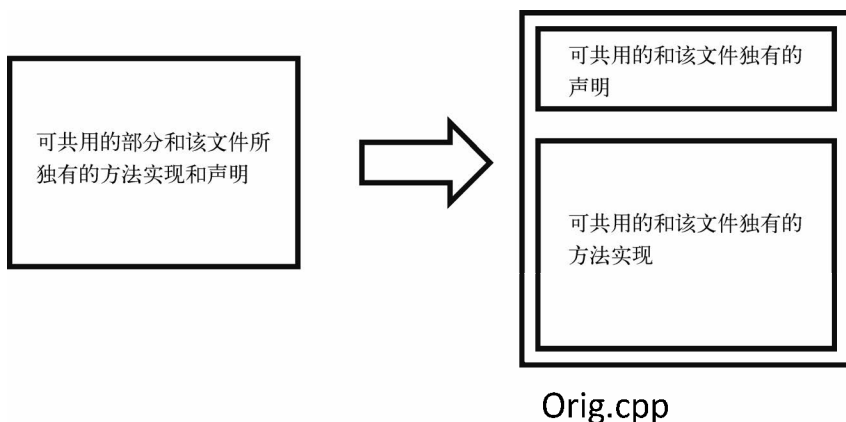 可共用的部分和该文件所
独有的方法实现和声明
可共用的和该文件独有的
声明
可共用的和该文件独有的
方法实现
Orig.cpp